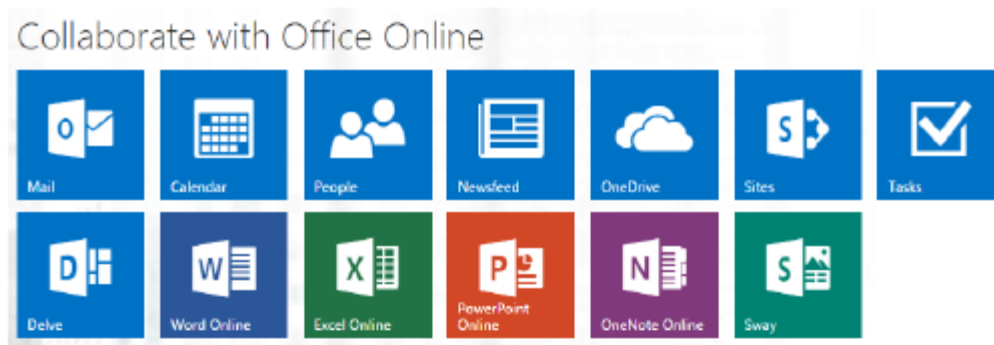 Collaborate with Office Online
O
S
Mail
Calendar
People
Newsfeed
OneDrive
Sites
Tasks
D
W
X
P
N
S
Delve
Word Online
Excel Online
PowerPoint
Online
OneNote Online
Sway